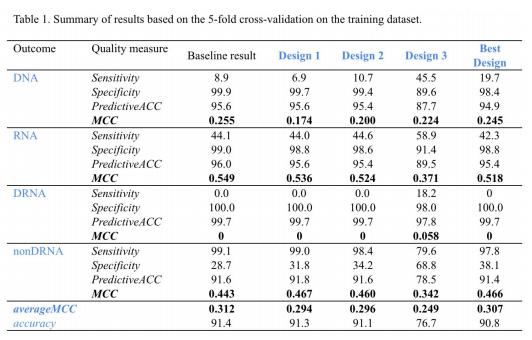 Table 1. Summary of results based on the 5-fold cross-validation on the training dataset.
Outcome Quality measure Baseline result Design 1 Design 2 Design 3 Best Design
DNA Sensitivity 8.9 6.9 10.7 45.5 19.7
Specificity 99.9 99.7 99.4 89.6 98.4
PredictiveACC 95.6 95.6 95.4 87.7 94.9
MCC 0.255 0.174 0.200 0.224 0.245
RNA Sensitivity 44.1 44.0 44.6 58.9 42.3
Specificity 99.0 98.8 98.6 91.4 98.8
PredictiveACC 96.0 95.6 95.4 89.5 95.4
MCC 0.549 0.536 0.524 0.371 0.518
DRNA Sensitivity 0.0 0.0 0.0 18.2 0
Specificity 100.0 100.0 100.0 98.0 100.0
PredictiveACC 99.7 99.7 99.7 97.8 99.7
MCC 0 0 0 0.058 0
nonDRNA Sensitivity 99.1 99.0 98.4 79.6 97.8
Specificity 28.7 31.8 34.2 68.8 38.1
PredictiveACC 91.6 91.8 91.6 78.5 91.4
MCC 0.443 0.467 0.460 0.342 0.466
averageMCC 0.312 0.294 0.296 0.249 0.307
accuracy 91.4 91.3 91.1 76.7 90.8